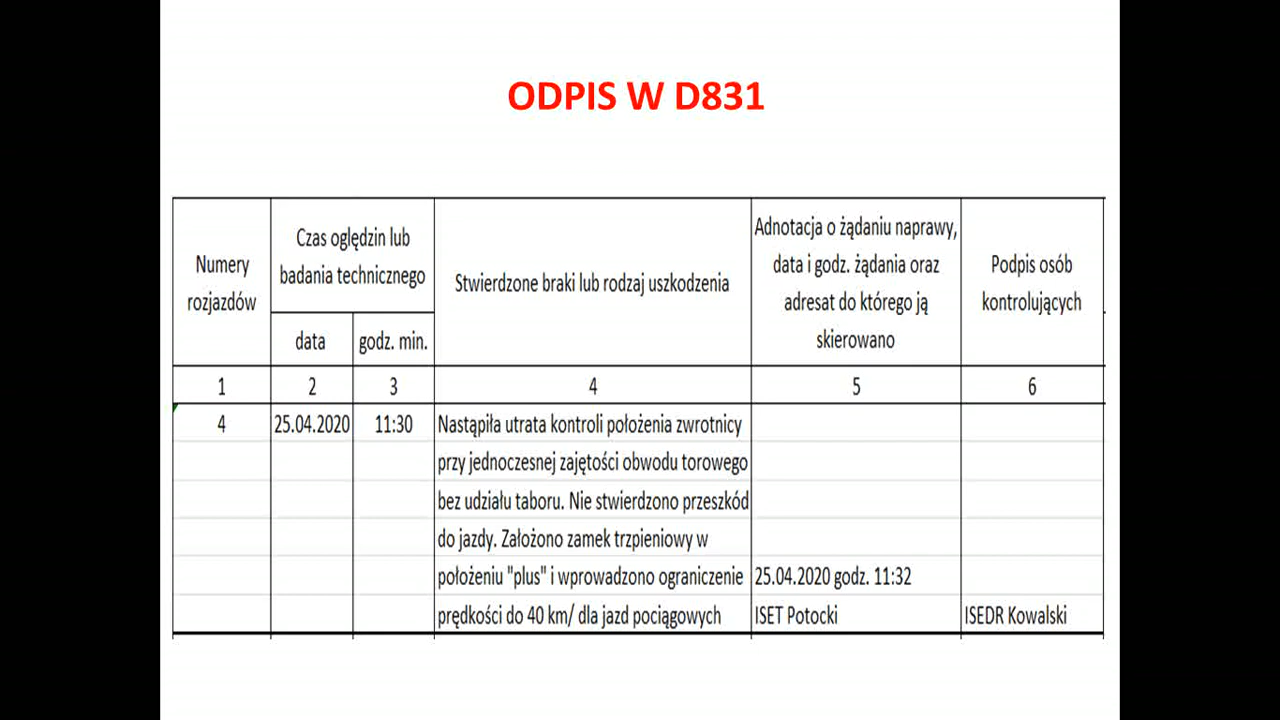 ODPIS W D831
Numery
rozjazdów
Czas oględzin lub
badania technicznego
data
godz. min.
Stwierdzone braki lub rodzaj uszkodzenia
Adnotacja o żądaniu naprawy,
data i godz. żądania oraz
adresat do którego ją
skierowano
Podpis osób
kontrolujących
1 2 3 4 5 6
4 25.04.2020 11:30 Nastąpiła utrata kontroli położenia zwrotnicy
przy jednoczesnej zajętości obwodu torowego
bez udziału taboru. Nie stwierdzono przeszkód
do jazdy. Założono zamek trzpieniowy w
położeniu "plus" i wprowadzono ograniczenie 25.04.2020 godz. 11:32
prędkości do 40 km/ dla jazd pociągowych ISET Potocki ISEDR Kowalski